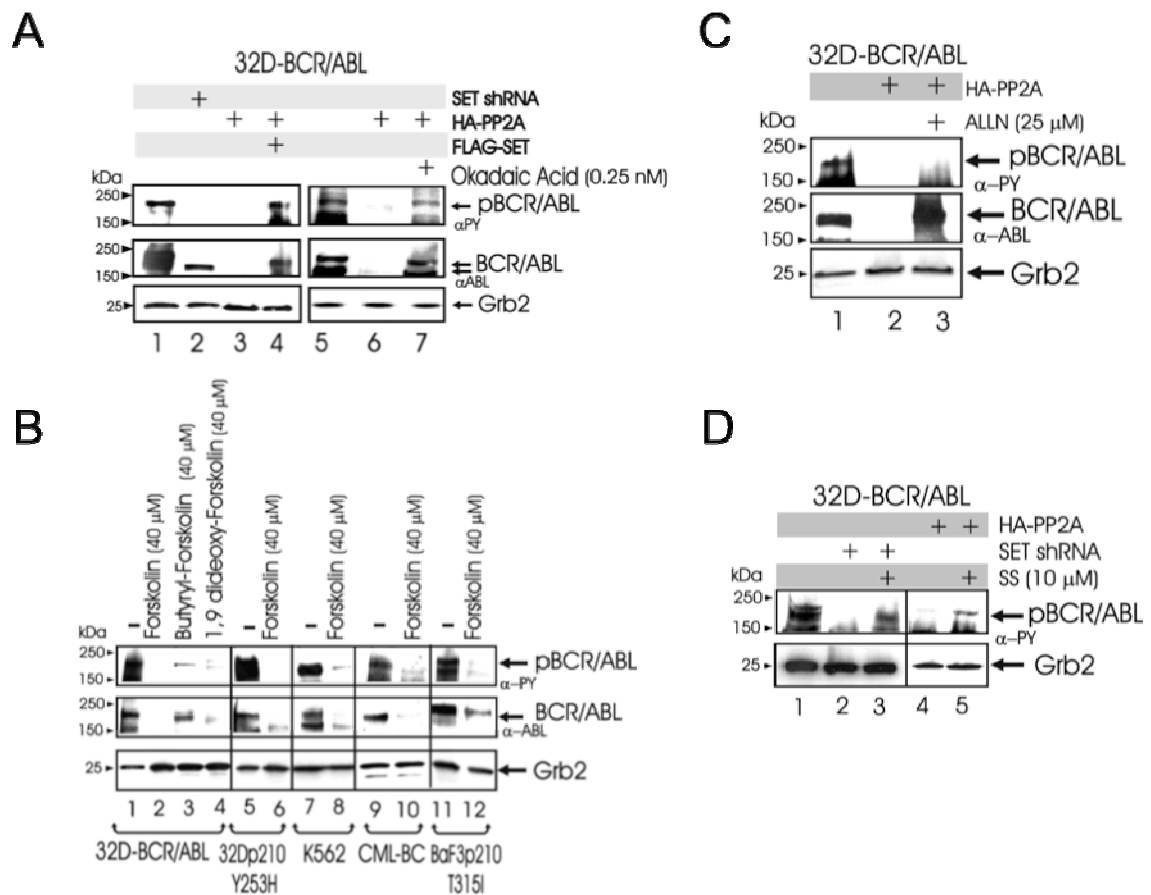 A
32D-BCR/ABL
+ SET shRNA
+ + + + HA-PP2A
+ FLAG-SET
+ Okadaic Acid (0.25 nM)
kDa
250
150
pBCR/ABL
αPY
250
150
BCR/ABL
αABL
25
Grb2
1 2 3 4 5 6 7
C
32D-BCR/ABL
+ + HA-PP2A
kDa + ALLN (25 µM)
250
150
pBCR/ABL
α-PY
250
150
BCR/ABL
α-ABL
25
Grb2
1 2 3
B
–
Forskolin (40 µM)
Butyryl-Forskolin (40 µM)
1,9 dideoxy-Forskolin (40 µM)
–
Forskolin (40 µM)
–
Forskolin (40 µM)
–
Forskolin (40 µM)
–
Forskolin (40 µM)
kDa
250
150
pBCR/ABL
α-PY
250
150
BCR/ABL
α-ABL
25
Grb2
1 2 3 4 5 6 7 8 9 10 11 12
32D-BCR/ABL 32Dp210 K562 CML-BC BaF3p210
Y253H T315I
D
32D-BCR/ABL
+ + HA-PP2A
+ + SET shRNA
kDa + + SS (10 µM)
250
150
pBCR/ABL
α-PY
25
Grb2
1 2 3 4 5